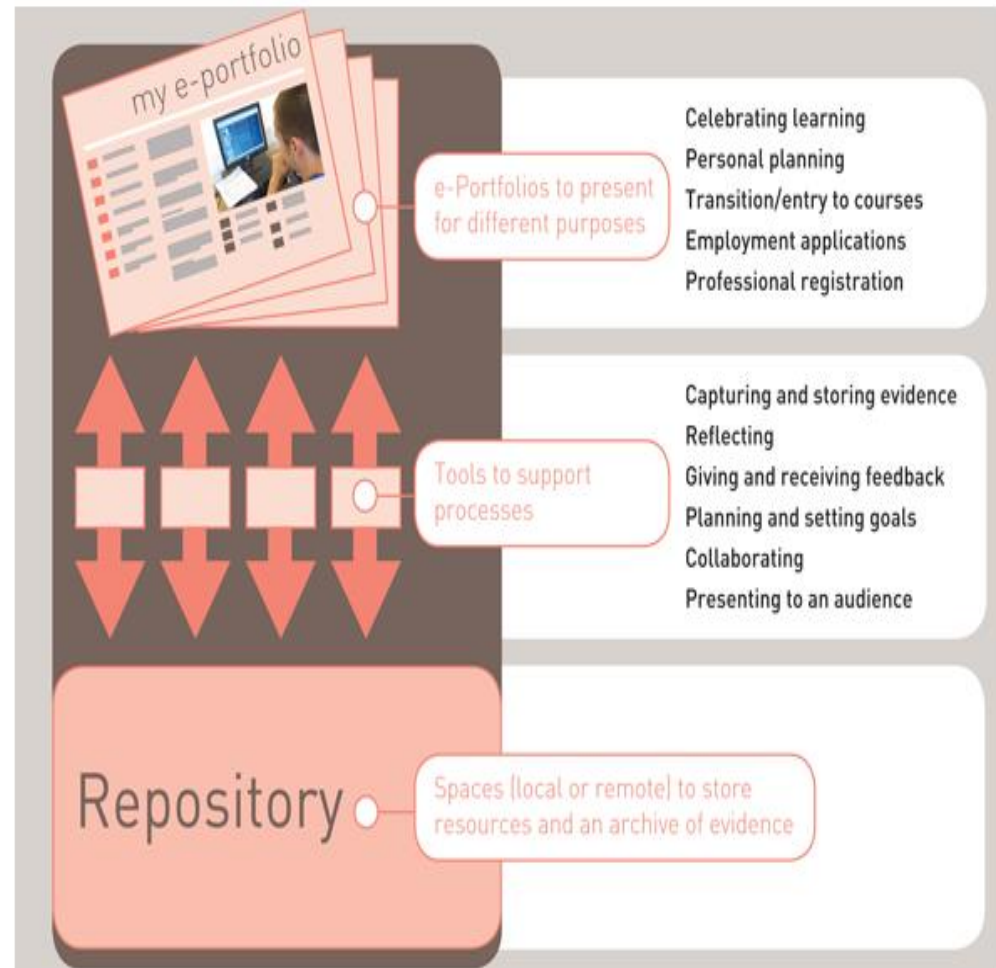 my e-portfolio
e-Portfolios to present
for different purposes
Celebrating learning
Personal planning
Transition/entry to courses
Employment applications
Professional registration
Tools to support
processes
Capturing and storing evidence
Reflecting
Giving and receiving feedback
Planning and setting goals
Collaborating
Presenting to an audience
Repository
Spaces (local or remote) to store
resources and an archive of evidence